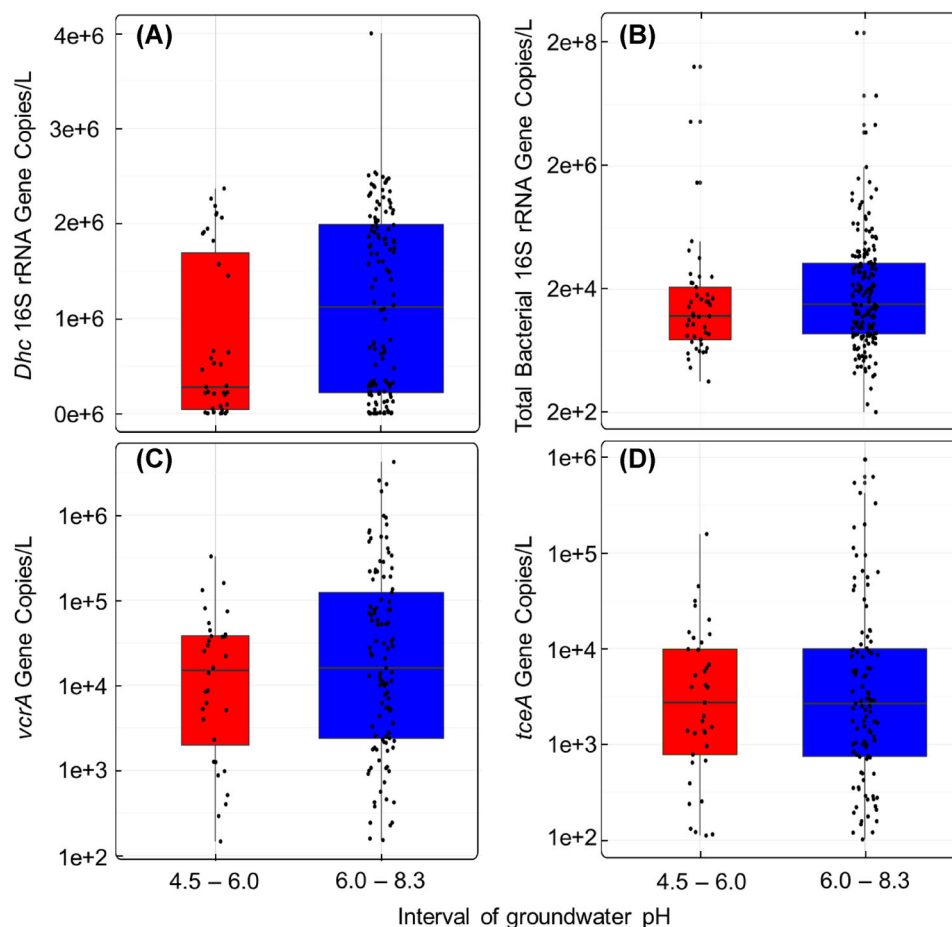 (A)
Dhc 16S rRNA Gene Copies/L
4e+6
3e+6
2e+6
1e+6
0e+6
(B)
Total Bacterial 16S rRNA Gene Copies/L
2e+8
2e+6
2e+4
2e+2
(C)
vcrA Gene Copies/L
1e+6
1e+5
1e+4
1e+3
1e+2
4.5 – 6.0
6.0 – 8.3
(D)
tceA Gene Copies/L
1e+6
1e+5
1e+4
1e+3
1e+2
4.5 – 6.0
6.0 – 8.3
Interval of groundwater pH